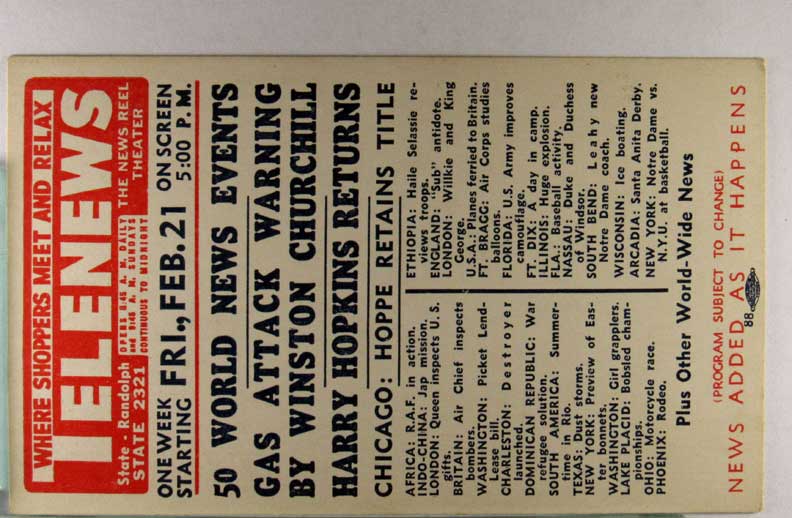 WHERE SHOPPERS MEET AND RELAX
TELENEWS
State - Randolph
STATE 2321
OPENS 8:45 A. M. DAILY
and 9:45 A. M. SUNDAYS
CONTINUOUS TO MIDNIGHT
THE NEWS REEL
THEATER
ONE WEEK
STARTING
FRI., FEB. 21
ON SCREEN
5:00 P. M.
50 WORLD NEWS EVENTS
GAS ATTACK WARNING
BY WINSTON CHURCHILL
HARRY HOPKINS RETURNS
CHICAGO: HOPPE RETAINS TITLE
AFRICA: R.A.F. in action.
INDO-CHINA: Jap mission.
LONDON: Queen inspects U. S.
gifts.
BRITAIN: Air Chief inspects
bombers.
WASHINGTON: Picket Lend-
Lease bill.
CHARLESTON: Destroyer
launched.
DOMINICAN REPUBLIC: War
refugee solution.
SOUTH AMERICA: Summer-
time in Rio.
TEXAS: Dust storms.
NEW YORK: Preview of Eas-
ter bonnets.
WASHINGTON: Girl grapplers.
LAKE PLACID: Bobsled cham-
pionships.
OHIO: Motorcycle race.
PHOENIX: Rodeo.
ETHIOPIA: Haile Selassie re-
views troops.
ENGLAND: "Sub" antidote.
LONDON: Willkie and King
George.
U.S.A.: Planes ferried to Britain.
FT. BRAGG: Air Corps studies
balloons.
FLORIDA: U.S. Army improves
camouflage.
FT. DIX: A day in camp.
ILLINOIS: Huge explosion.
FLA.: Baseball activity.
NASSAU: Duke and Duchess
of Windsor.
SOUTH BEND: Leahy new
Notre Dame coach.
WISCONSIN: Ice boating.
ARCADIA: Santa Anita Derby.
NEW YORK: Notre Dame vs.
N.Y.U. at basketball.
Plus Other World-Wide News
(PROGRAM SUBJECT TO CHANGE)
NEWS ADDED AS IT HAPPENS
88